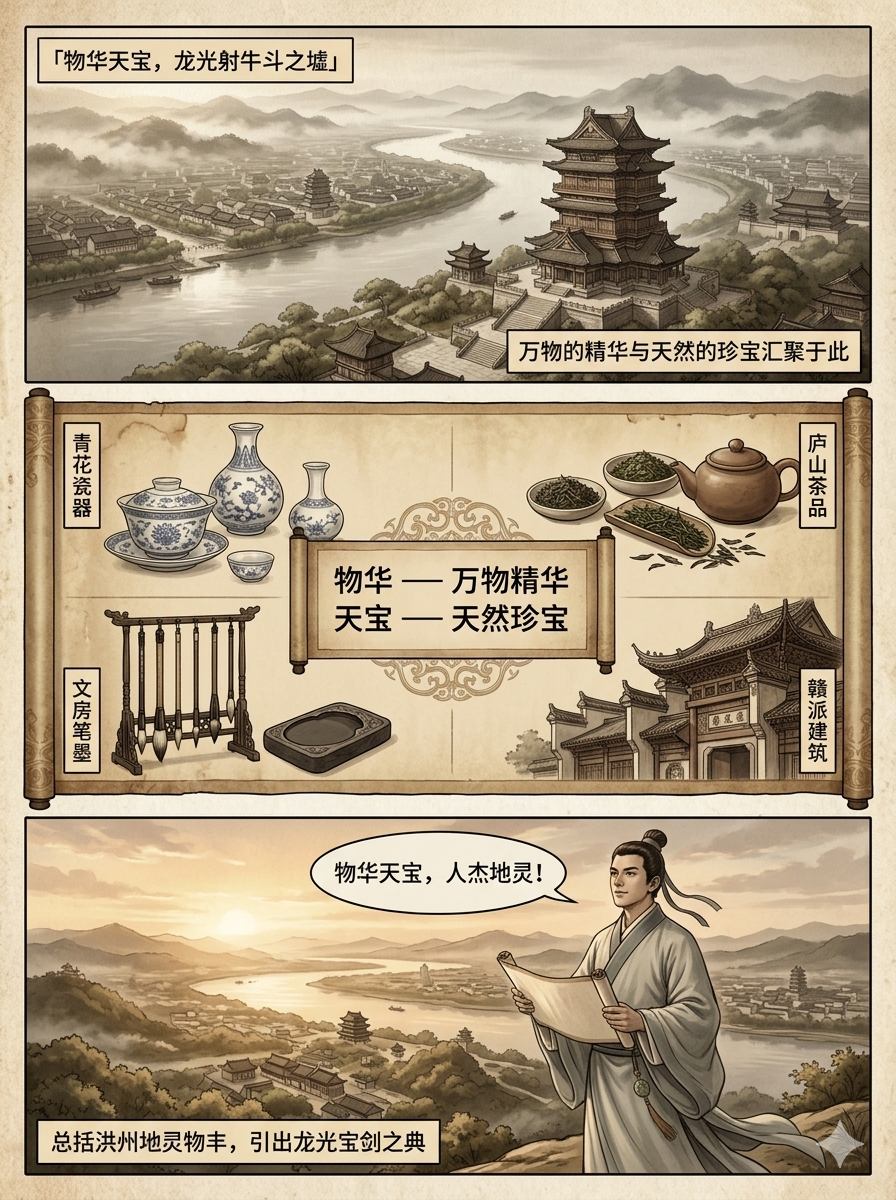 「物华天宝，龙光射牛斗之墟」
万物的精华与天然的珍宝汇聚于此
青花瓷器
庐山茶品
物华 — 万物精华
天宝 — 天然珍宝
文房笔墨
赣派建筑
物华天宝，人杰地灵！
总括洪州地灵物丰，引出龙光宝剑之典